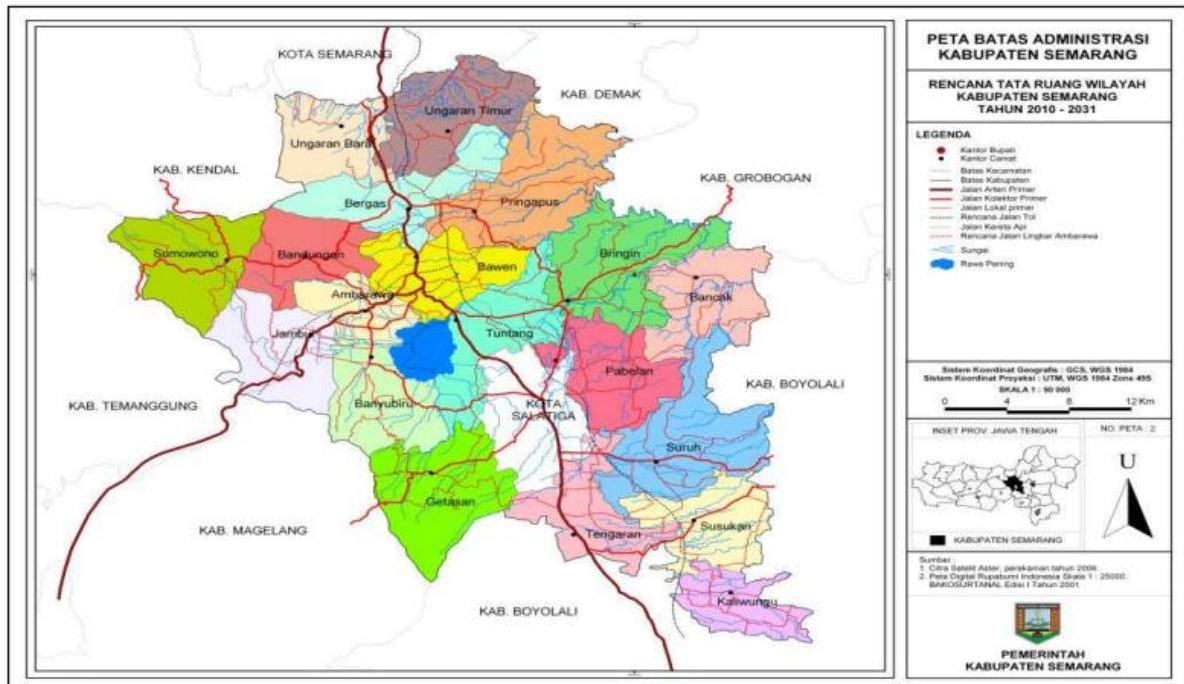 KOTA SEMARANG
KAB. DEMAK
Ungaran Timur
Ungaran Barat
KAB. KENDAL
KAB. GROBOGAN
Bergas
Pringapus
Sumowono
Bandungan
Bawen
Bringin
Ambarawa
Bancak
Jambu
Tuntang
Pabelan
KAB. BOYOLALI
KAB. TEMANGGUNG
Banyubiru
KOTA
SALATIGA
Suruh
Getasan
KAB. MAGELANG
Susukan
Tengaran
KAB. BOYOLALI
Kaliwungu
PETA BATAS ADMINISTRASI
KABUPATEN SEMARANG
RENCANA TATA RUANG WILAYAH
KABUPATEN SEMARANG
TAHUN 2010 - 2031
LEGENDA
Kantor Bupati
Kantor Camat
Batas Kecamatan
Batas Kabupaten
Jalan Arteri Primer
Jalan Kolektor Primer
Jalan Lokal primer
Rencana Jalan Tol
Jalan Kereta Api
Rencana Jalan Lingkar Ambarawa
Sungai
Rawa Pening
Sistem Koordinat Geografis : GCS, WGS 1984
Sistem Koordinat Proyeksi : UTM, WGS 1984 Zone 49S
SKALA 1 : 90 000
0 4 8 12 Km
INSET PROV. JAWA TENGAH
NO. PETA : 2
U
KABUPATEN SEMARANG
Sumber :
1. Citra Satelit Aster, perekaman tahun 2006
2. Peta Digital Rupabumi Indonesia Skala 1 : 25000.
BAKOSURTANAL Edisi I Tahun 2001
PEMERINTAH
KABUPATEN SEMARANG